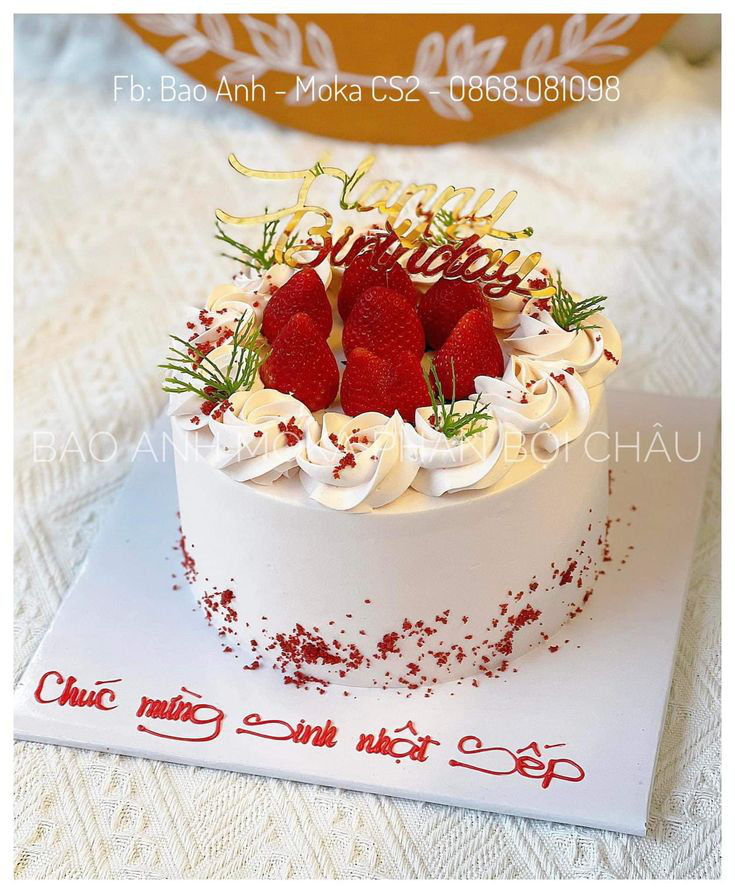 Fb: Bao Anh - Moka CS2 - 0868.081098
Happy
Birthday
BAO ANH MOKA PHAN BỘI CHÂU
Chúc mừng sinh nhật Sếp